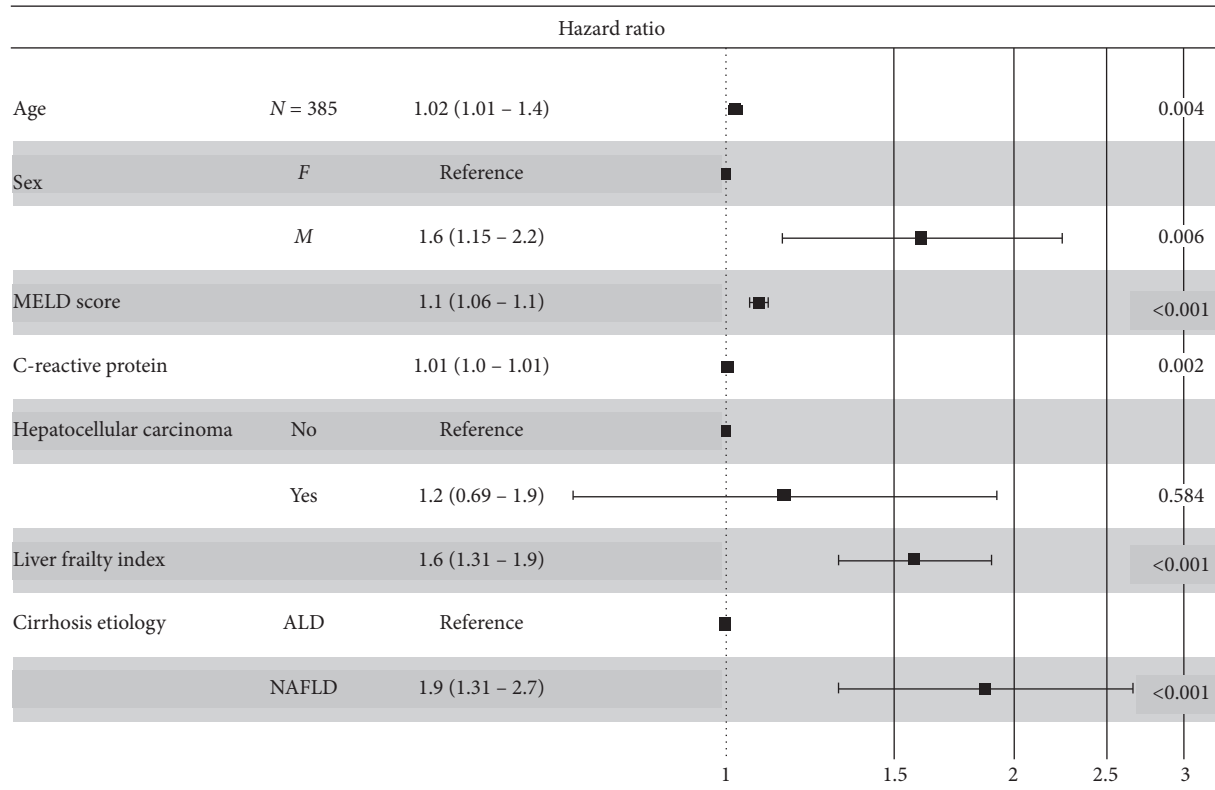 Hazard ratio
Age N = 385 1.02 (1.01 – 1.4) 0.004
Sex F Reference
M 1.6 (1.15 – 2.2) 0.006
MELD score 1.1 (1.06 – 1.1) <0.001
C-reactive protein 1.01 (1.0 – 1.01) 0.002
Hepatocellular carcinoma No Reference
Yes 1.2 (0.69 – 1.9) 0.584
Liver frailty index 1.6 (1.31 – 1.9) <0.001
Cirrhosis etiology ALD Reference
NAFLD 1.9 (1.31 – 2.7) <0.001
1 1.5 2 2.5 3